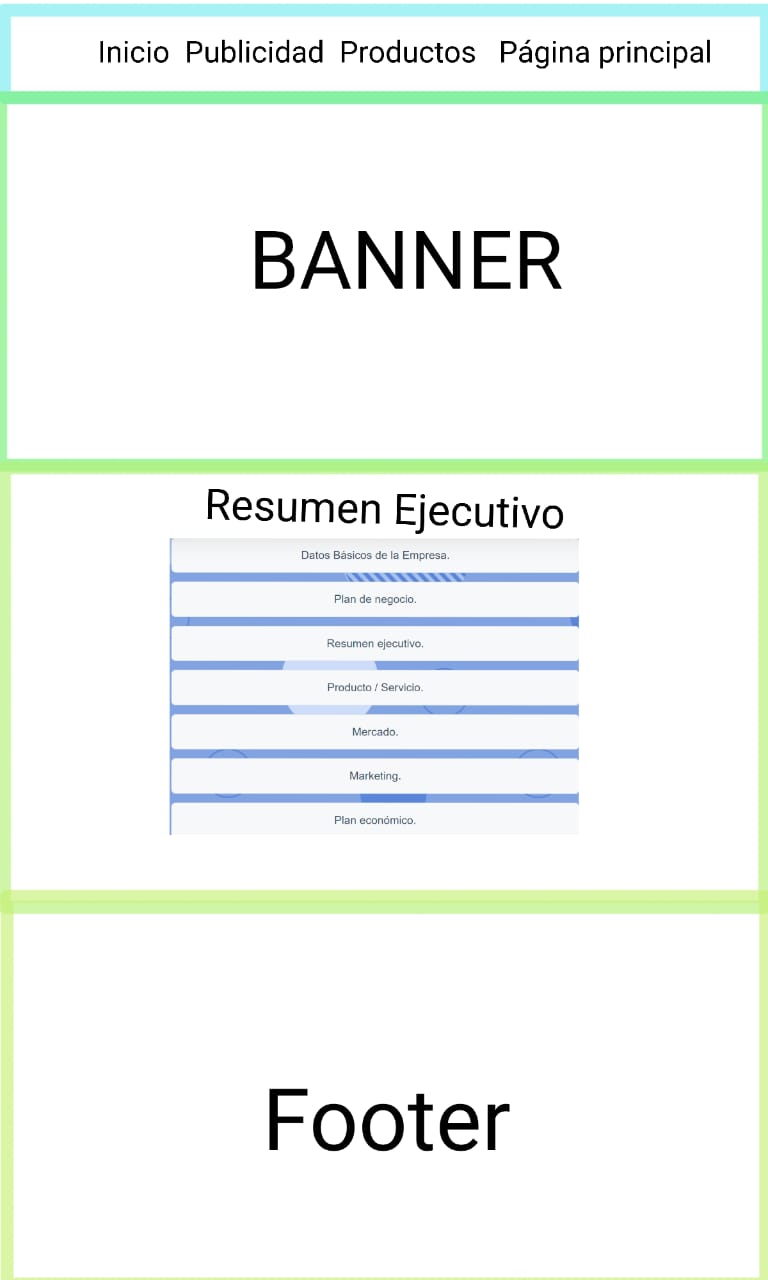 Inicio Publicidad Productos Página principal
BANNER
Resumen Ejecutivo
Datos Básicos de la Empresa.
Plan de negocio.
Resumen ejecutivo.
Producto / Servicio.
Mercado.
Marketing.
Plan económico.
Footer